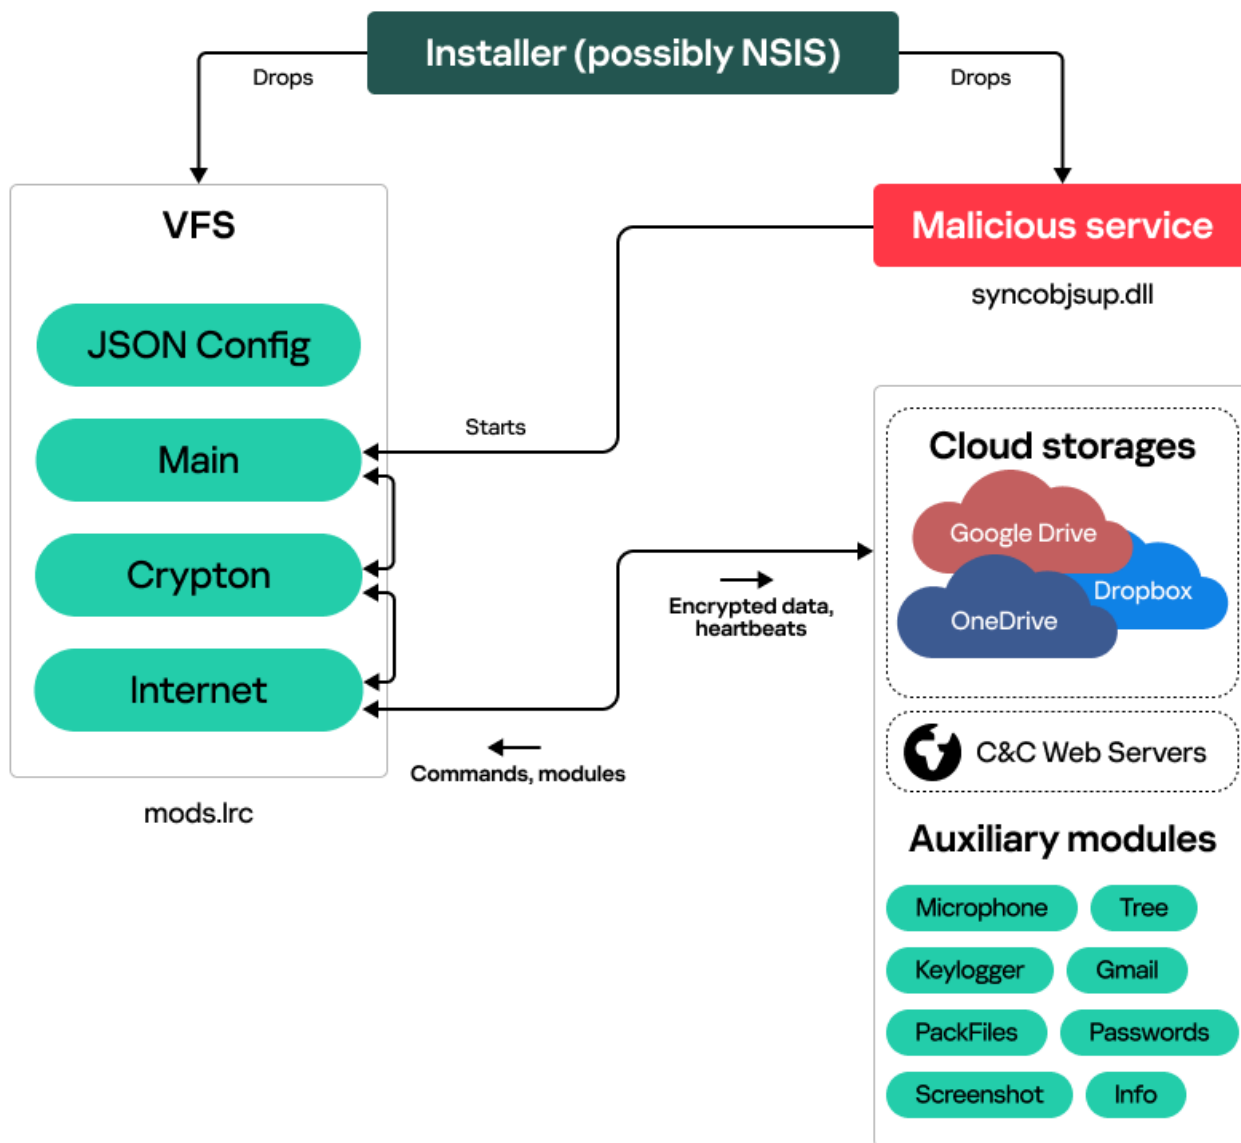 Installer (possibly NSIS)
Drops
Drops
VFS
JSON Config
Main
Crypton
Internet
mods.lrc
Malicious service
syncobjsup.dll
Starts
Encrypted data,
heartbeats
Commands, modules
Cloud storages
Google Drive
Dropbox
OneDrive
C&C Web Servers
Auxiliary modules
Microphone
Tree
Keylogger
Gmail
PackFiles
Passwords
Screenshot
Info